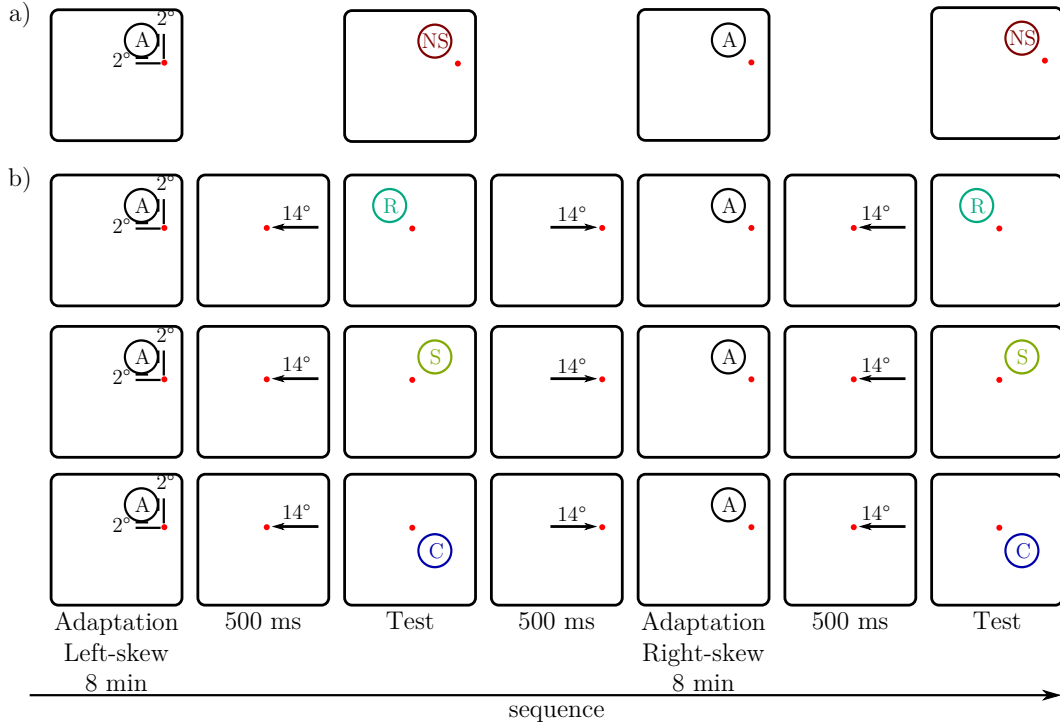 a)
2°
A
2°
NS
A
NS
b)
2°
A
2°
14°
R
14°
A
14°
R
2°
A
2°
14°
S
14°
A
14°
S
2°
A
2°
14°
C
14°
A
14°
C
Adaptation
Left-skew
8 min
500 ms
Test
500 ms
Adaptation
Right-skew
8 min
500 ms
Test
sequence